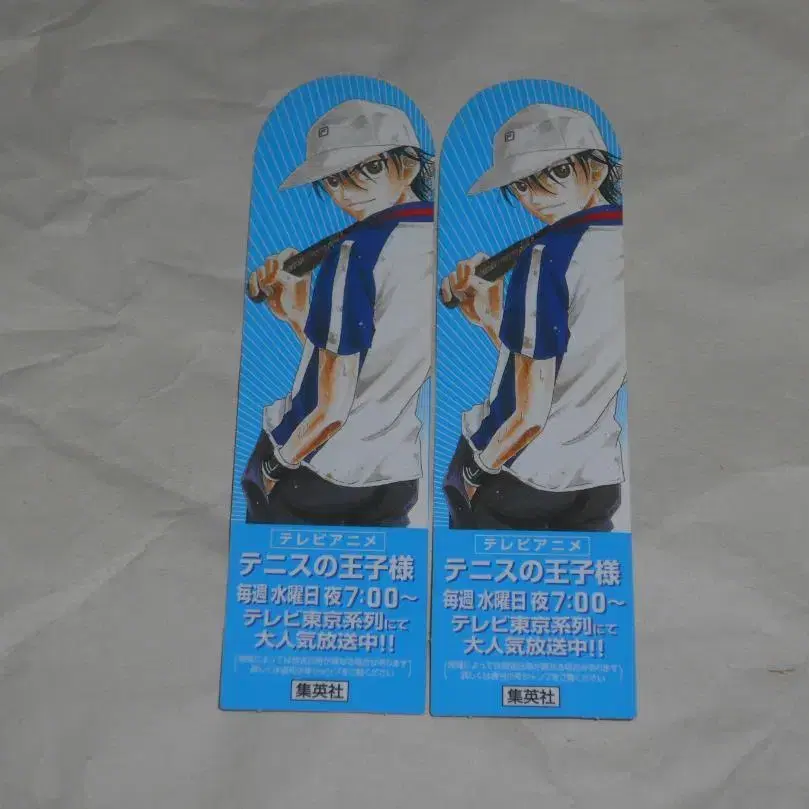 テレビアニメ
テニスの王子様
毎週 水曜日 夜7:00〜
テレビ東京系列にて
大人気放送中!!
集英社
F
テレビアニメ
テニスの王子様
毎週 水曜日 夜7:00〜
テレビ東京系列にて
大人気放送中!!
集英社